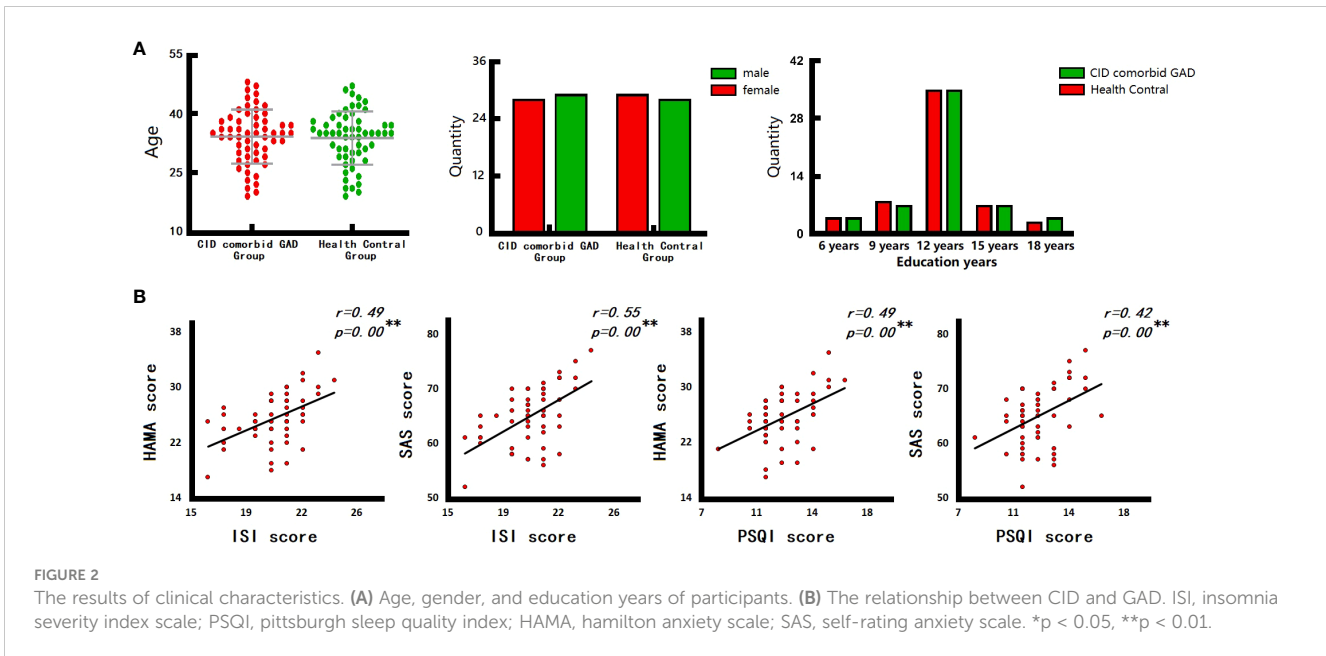 A
55
40
25
10
Age
CID comorbid GAD
Group
Health Contral
Group
36
24
12
0
Quantity
male
female
CID comorbid GAD
Group
Health Contral
Group
42
28
14
0
Quantity
CID comorbid GAD
Health Contral
6 years 9 years 12 years 15 years 18 years
Education years
B
r=0.49
p=0.00**
38
30
22
14
HAMA score
15 19 22 26
ISI score
r=0.55
p=0.00**
80
70
60
50
SAS score
15 19 22 26
ISI score
r=0.49
p=0.00**
38
30
22
14
HAMA score
7 11 14 18
PSQI score
r=0.42
p=0.00**
80
70
60
50
SAS score
7 11 14 18
PSQI score
FIGURE 2
The results of clinical characteristics. (A) Age, gender, and education years of participants. (B) The relationship between CID and GAD. ISI, insomnia
severity index scale; PSQI, pittsburgh sleep quality index; HAMA, hamilton anxiety scale; SAS, self-rating anxiety scale. *p < 0.05, **p < 0.01.